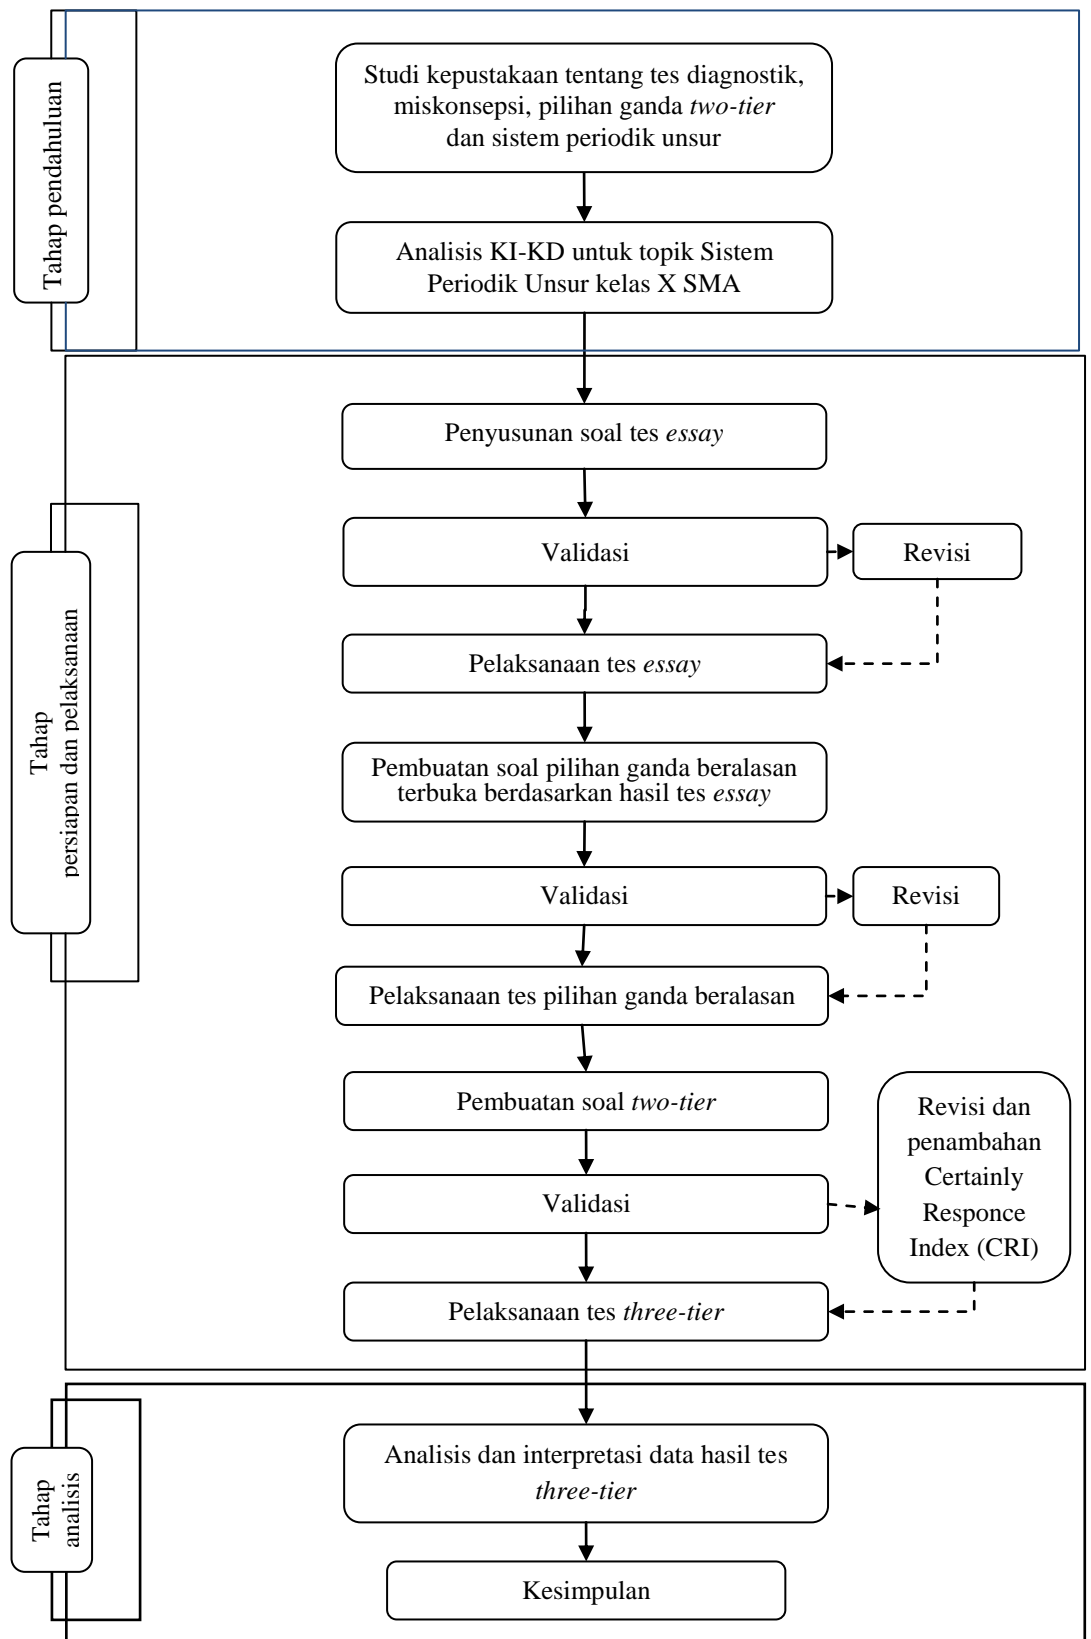 Tahap pendahuluan
Studi kepustakaan tentang tes diagnostik,
miskonsepsi, pilihan ganda two-tier
dan sistem periodik unsur
Analisis KI-KD untuk topik Sistem
Periodik Unsur kelas X SMA
Tahap
persiapan dan pelaksanaan
Penyusunan soal tes essay
Validasi
Revisi
Pelaksanaan tes essay
Pembuatan soal pilihan ganda beralasan
terbuka berdasarkan hasil tes essay
Validasi
Revisi
Pelaksanaan tes pilihan ganda beralasan
Pembuatan soal two-tier
Validasi
Revisi dan
penambahan
Certainly
Responce
Index (CRI)
Pelaksanaan tes three-tier
Tahap
analisis
Analisis dan interpretasi data hasil tes
three-tier
Kesimpulan